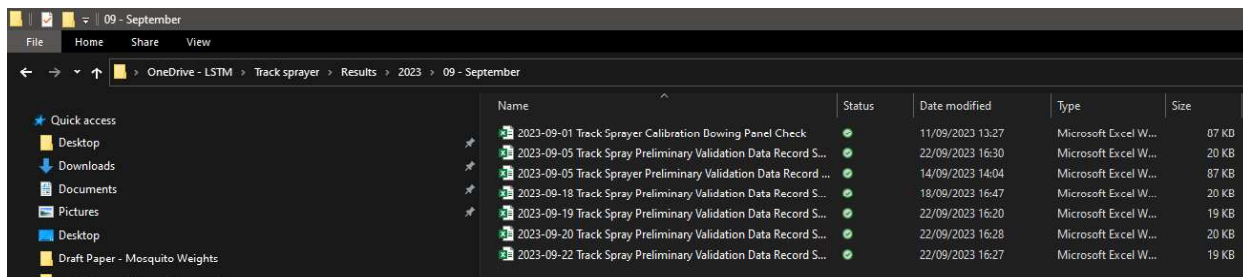 09 - September
File Home Share View
OneDrive - LSTM > Track sprayer > Results > 2023 > 09 - September
Name Status Date modified Type Size
Quick access
Desktop
Downloads
Documents
Pictures
Desktop
Draft Paper - Mosquito Weights
2023-09-01 Track Sprayer Calibration Bowing Panel Check 11/09/2023 13:27 Microsoft Excel W... 87 KB
2023-09-05 Track Spray Preliminary Validation Data Record S... 22/09/2023 16:30 Microsoft Excel W... 20 KB
2023-09-05 Track Sprayer Preliminary Validation Data Record ... 14/09/2023 14:04 Microsoft Excel W... 87 KB
2023-09-18 Track Spray Preliminary Validation Data Record S... 18/09/2023 16:47 Microsoft Excel W... 20 KB
2023-09-19 Track Spray Preliminary Validation Data Record S... 22/09/2023 16:20 Microsoft Excel W... 19 KB
2023-09-20 Track Spray Preliminary Validation Data Record S... 22/09/2023 16:28 Microsoft Excel W... 20 KB
2023-09-22 Track Spray Preliminary Validation Data Record S... 22/09/2023 16:27 Microsoft Excel W... 19 KB